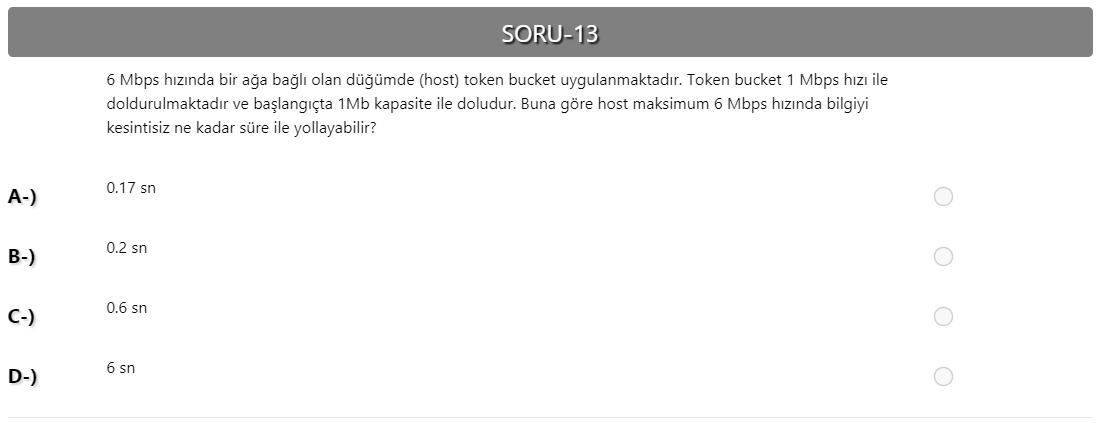 SORU-13
6 Mbps hızında bir ağa bağlı olan düğümde (host) token bucket uygulanmaktadır. Token bucket 1 Mbps hızı ile
doldurulmaktadır ve başlangıçta 1Mb kapasite ile doludur. Buna göre host maksimum 6 Mbps hızında bilgiyi
kesintisiz ne kadar süre ile yollayabilir?
A-) 0.17 sn
B-) 0.2 sn
C-) 0.6 sn
D-) 6 sn